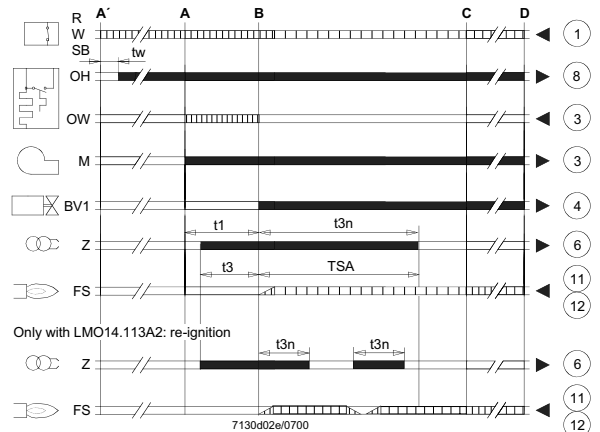 A´ A B C D
R
W 1
SB tw
OH 8
OW 3
M 3
BV1 4
t1 t3n
Z 6
t3 TSA
11
FS
12
Only with LMO14.113A2: re-ignition
t3n t3n
Z 6
11
FS
12
7130d02e/0700